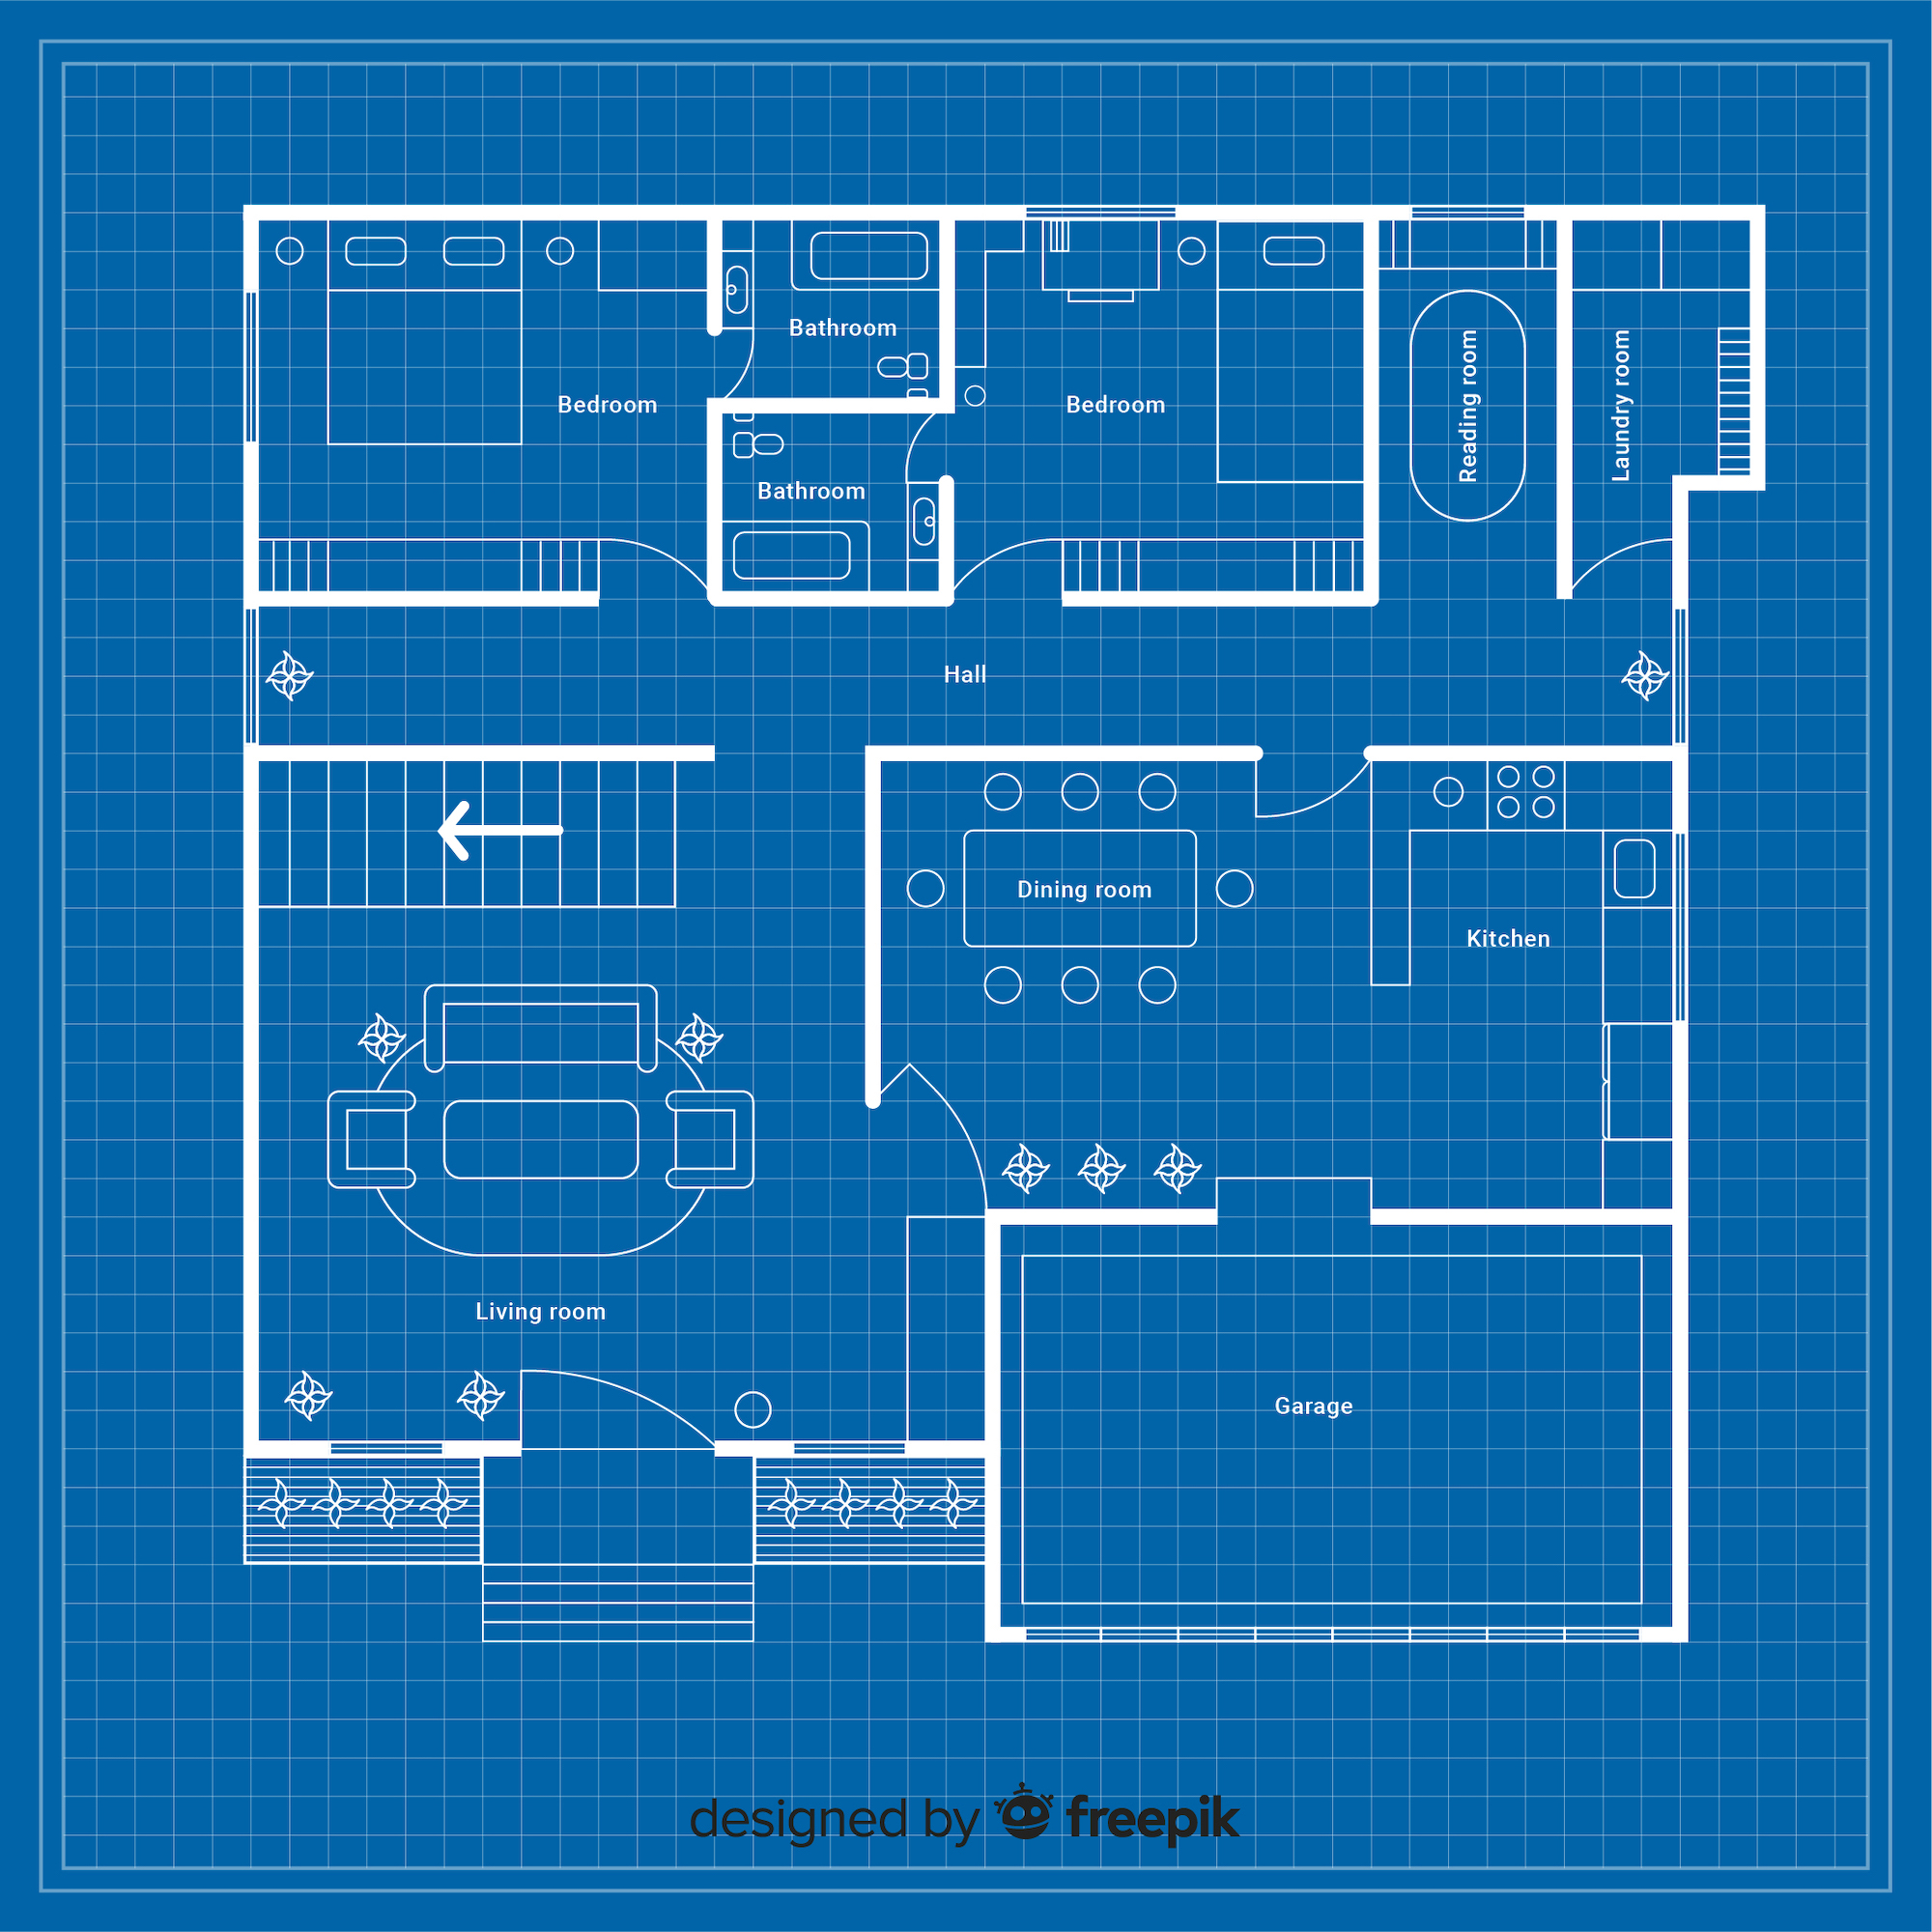 Bathroom
Bedroom
Bedroom
Reading room
Laundry room
Bathroom
Hall
Dining room
Kitchen
Living room
Garage
designed by freepik